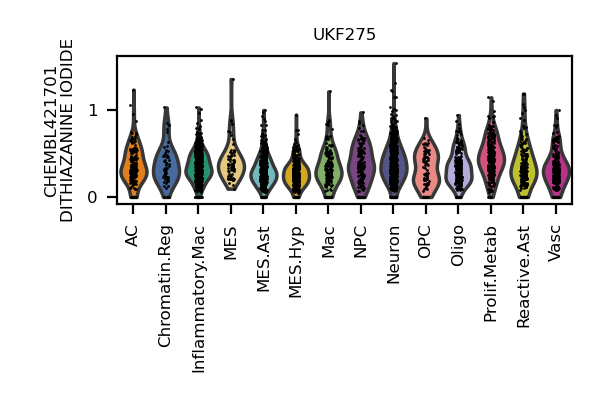 UKF275
CHEMBL421701
DITHIAZANINE IODIDE
1
0
AC
Chromatin.Reg
Inflammatory.Mac
MES
MES.Ast
MES.Hyp
Mac
NPC
Neuron
OPC
Oligo
Prolif.Metab
Reactive.Ast
Vasc